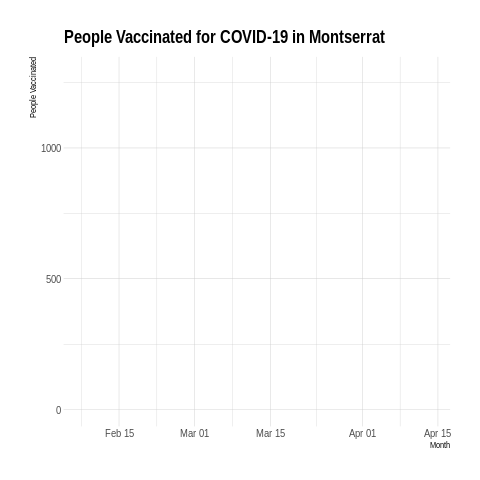 People Vaccinated for COVID-19 in Montserrat
People Vaccinated
1000
500
0
Feb 15 Mar 01 Mar 15 Apr 01 Apr 15
Month